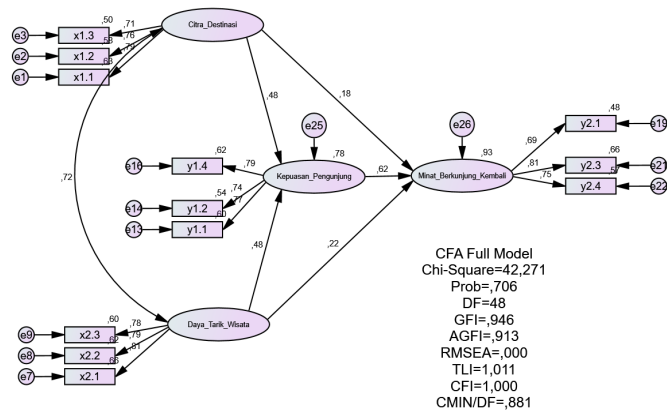 ,50
,71
e3
x1.3
Citra_Destinasi
,58
,76
e2
x1.2
,63
,79
e1
x1.1
,18
,48
e25
e26
,48
y2.1
e19
,72
,62
,78
,93
,69
e16
y1.4
,79
Kepuasan_Pengunjung
,62
Minat_Berkunjung_Kembali
,81
,66
y2.3
e21
,75
,57
y2.4
e22
,54
,74
e14
y1.2
,77
,60
e13
y1.1
,48
,22
CFA Full Model
Chi-Square=42,271
Prob=,706
DF=48
GFI=,946
AGFI=,913
RMSEA=,000
TLI=1,011
CFI=1,000
CMIN/DF=,881
,60
,78
e9
x2.3
Daya_Tarik_Wisata
,62
,79
e8
x2.2
,81
e7
x2.1